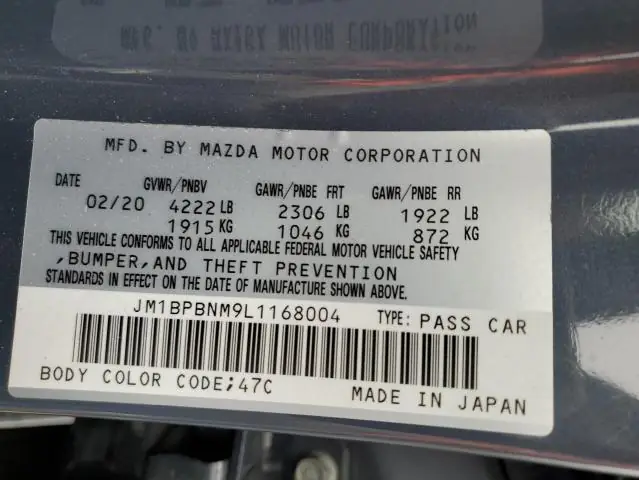 MFD. BY MAZDA MOTOR CORPORATION
DATE GVWR/PNBV GAWR/PNBE FRT GAWR/PNBE RR
02/20 4222 LB 2306 LB 1922 LB
1915 KG 1046 KG 872 KG
THIS VEHICLE CONFORMS TO ALL APPLICABLE FEDERAL MOTOR VEHICLE SAFETY
,BUMPER,AND THEFT PREVENTION
STANDARDS IN EFFECT ON THE DATE OF MANUFACTURE SHOWN ABOVE.
JM1BPBNM9L1168004 TYPE: PASS CAR
BODY COLOR CODE;47C MADE IN JAPAN